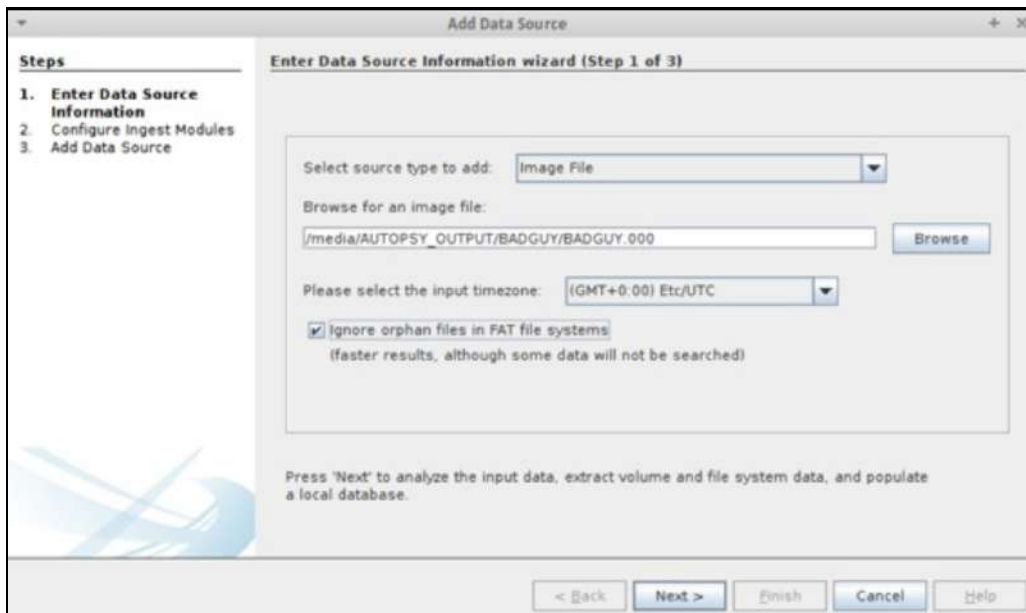 Add Data Source
Steps
1. Enter Data Source
Information
2. Configure Ingest Modules
3. Add Data Source
Enter Data Source Information wizard (Step 1 of 3)
Select source type to add: Image File
Browse for an image file:
/media/AUTOPSY_OUTPUT/BADGUY/BADGUY.000 Browse
Please select the input timezone: (GMT+0:00) Etc/UTC
Ignore orphan files in FAT file systems
(faster results, although some data will not be searched)
Press 'Next' to analyze the input data, extract volume and file system data, and populate
a local database.
< Back Next > Finish Cancel Help